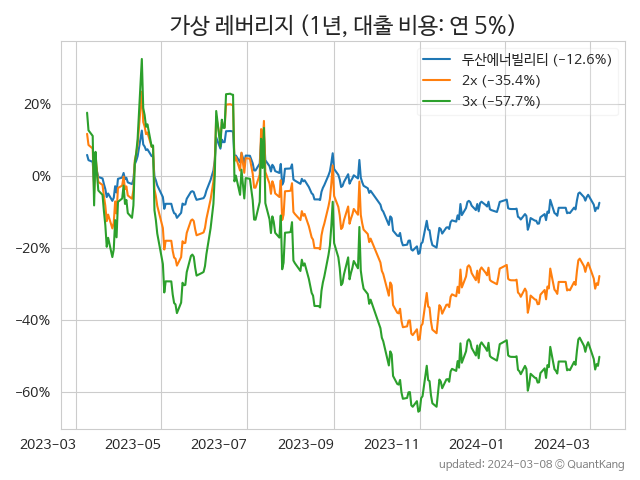 가상 레버리지 (1년, 대출 비용: 연 5%)
두산에너빌리티 (−12.6%)
2x (−35.4%)
3x (−57.7%)
20%
0%
−20%
−40%
−60%
2023-03 2023-05 2023-07 2023-09 2023-11 2024-01 2024-03
updated: 2024-03-08 © QuantKang